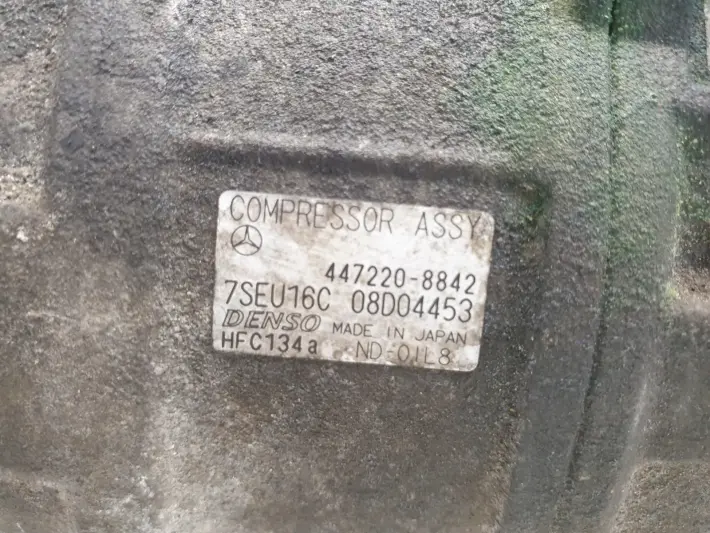 COMPRESSOR ASSY
447220-8842
7SEU16C 08D04453
DENSO MADE IN JAPAN
HFC134a ND-OIL8